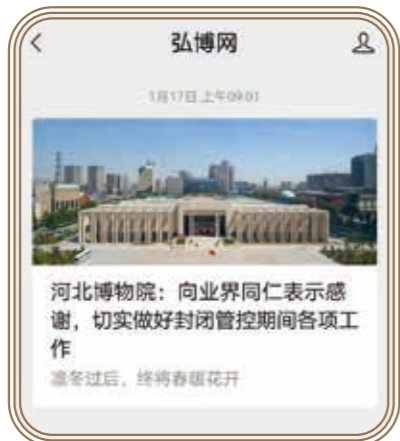 弘博网
1月17日 上午09:01
河北博物院：向业界同仁表示感
谢，切实做好封闭管控期间各项工
作
凛冬过后，终将春暖花开